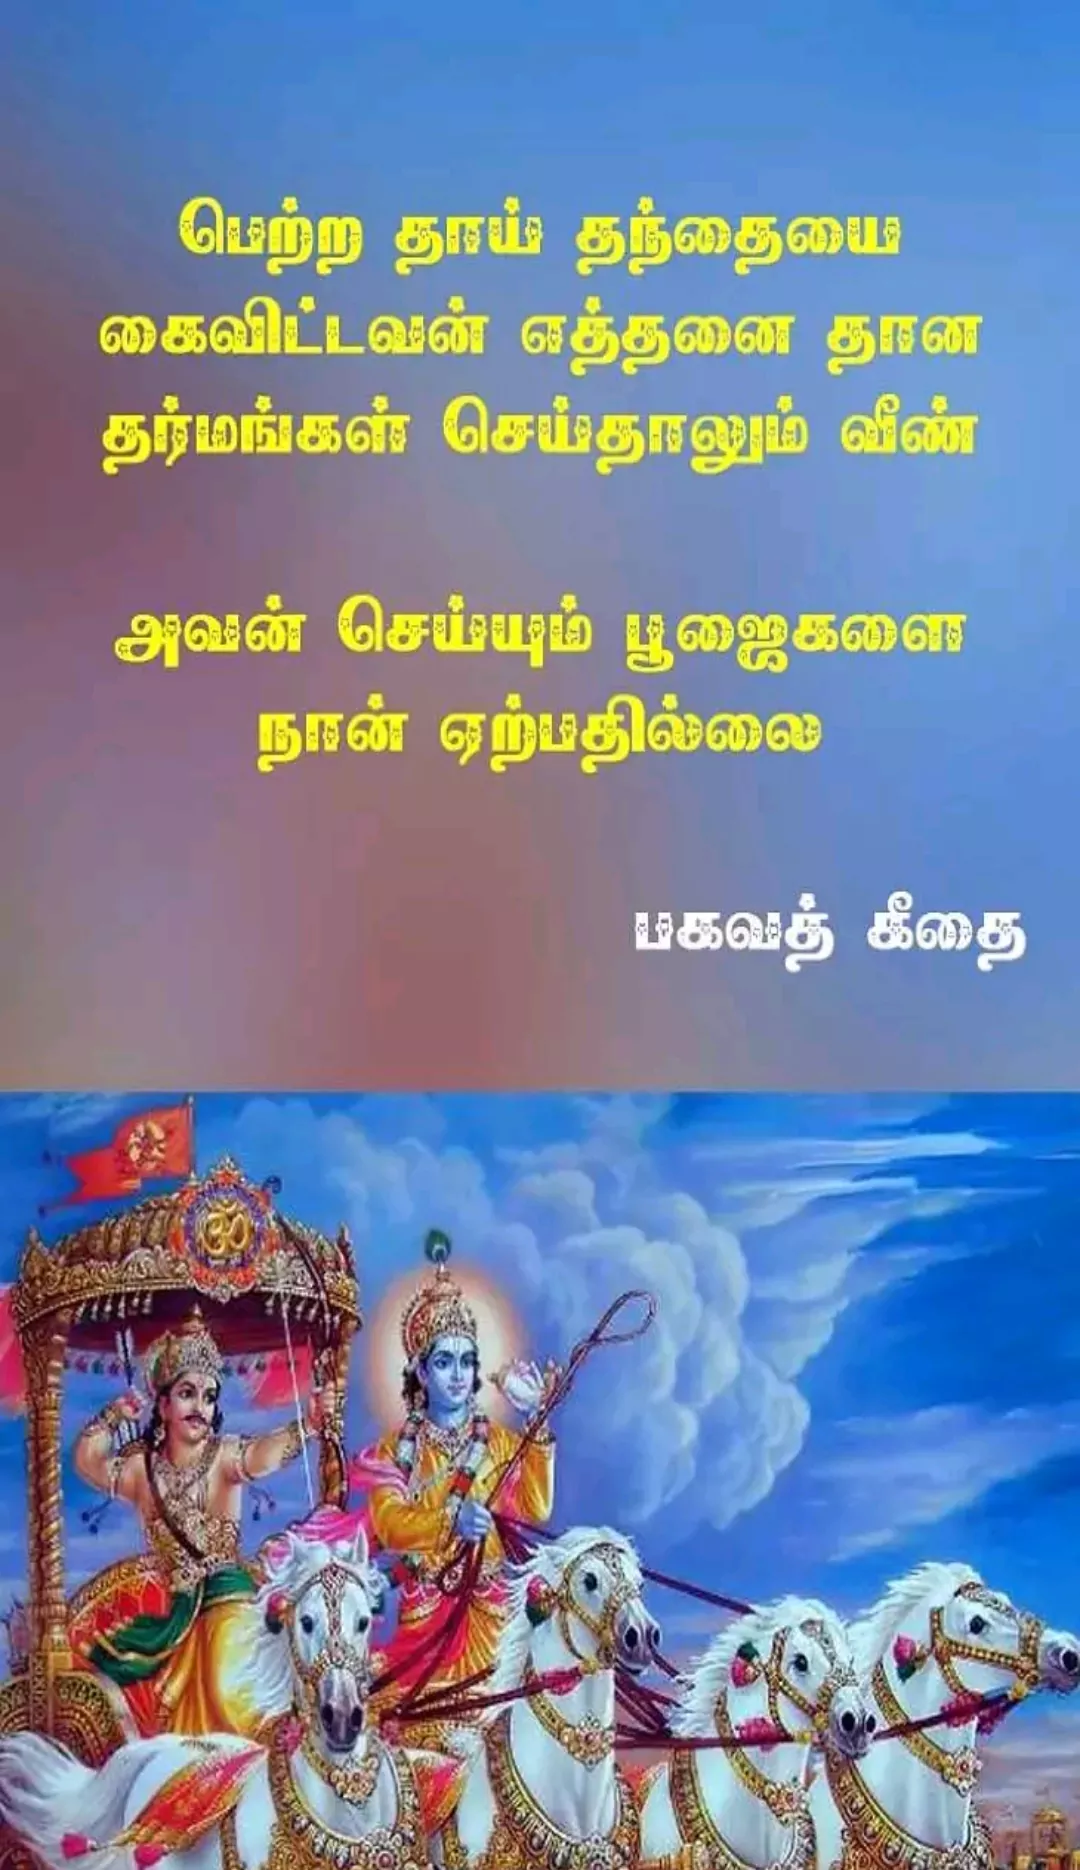 பெற்ற தாய் தந்தையை
கைவிட்டவன் எத்தனை தான
தர்மங்கள் செய்தாலும் வீண்
அவன் செய்யும் பூஜைகளை
நான் ஏற்பதில்லை
பகவத் கீதை
ॐ